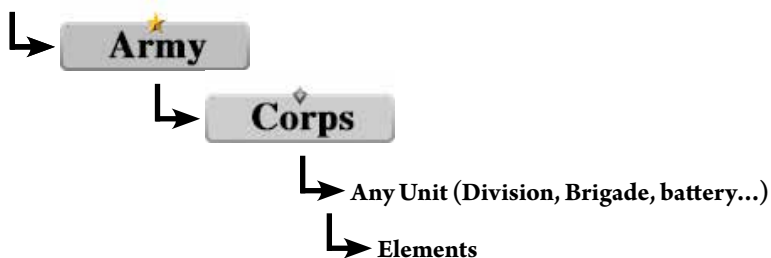 Army
Corps
Any Unit (Division, Brigade, battery...)
Elements